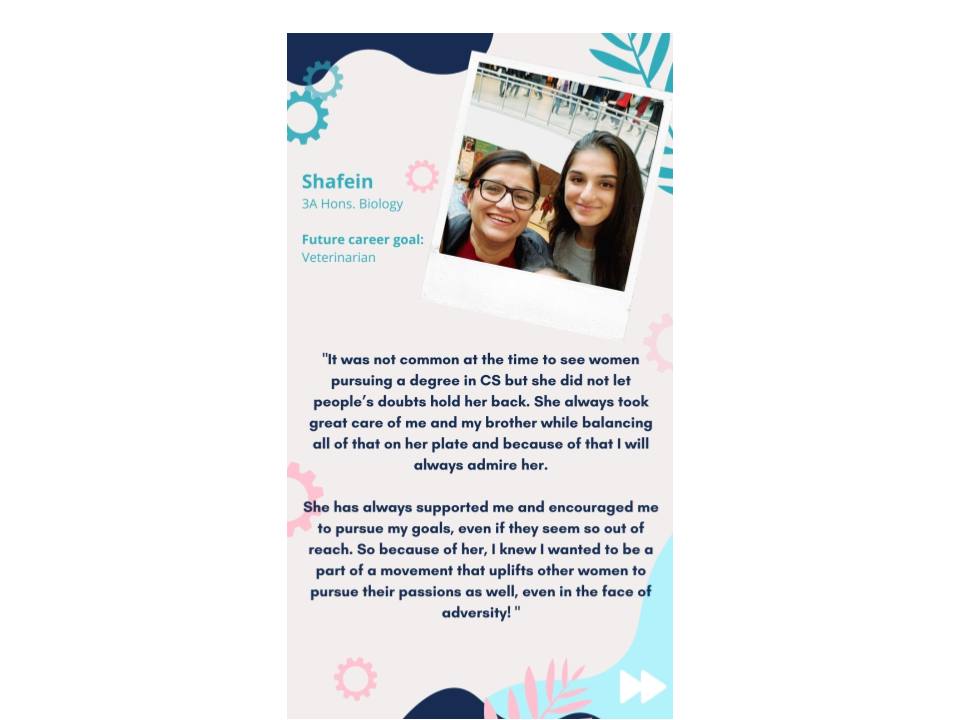 Shafein
3A Hons. Biology
Future career goal:
Veterinarian
"It was not common at the time to see women
pursuing a degree in CS but she did not let
people’s doubts hold her back. She always took
great care of me and my brother while balancing
all of that on her plate and because of that I will
always admire her.
She has always supported me and encouraged me
to pursue my goals, even if they seem so out of
reach. So because of her, I knew I wanted to be a
part of a movement that uplifts other women to
pursue their passions as well, even in the face of
adversity! "